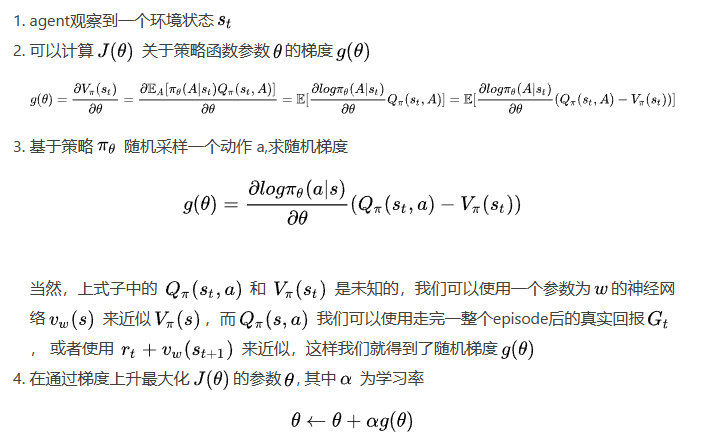 1. agent观察到一个环境状态 $s_t$
2. 可以计算 $J(\theta)$ 关于策略函数参数 $\theta$ 的梯度 $g(\theta)$
$g(\theta) = \frac{\partial V_\pi(s_t)}{\partial \theta} = \frac{\partial \mathbb{E}_A[\pi_\theta(A|s_t)Q_\pi(s_t, A)]}{\partial \theta} = \mathbb{E}[\frac{\partial log\pi_\theta(A|s_t)}{\partial \theta}Q_\pi(s_t, A)] = \mathbb{E}[\frac{\partial log\pi_\theta(A|s_t)}{\partial \theta}(Q_\pi(s_t, A) - V_\pi(s_t))]$
3. 基于策略 $\pi_\theta$ 随机采样一个动作 a,求随机梯度
$g(\theta) = \frac{\partial log\pi_\theta(a|s)}{\partial \theta}(Q_\pi(s_t, a) - V_\pi(s_t))$
当然，上式子中的 $Q_\pi(s_t, a)$ 和 $V_\pi(s_t)$ 是未知的，我们可以使用一个参数为 $w$ 的神经网
络 $v_w(s)$ 来近似 $V_\pi(s)$ ，而 $Q_\pi(s, a)$ 我们可以使用走完一整个episode后的真实回报 $G_t$
， 或者使用 $r_t + v_w(s_{t+1})$ 来近似，这样我们就得到了随机梯度 $g(\theta)$
4. 在通过梯度上升最大化 $J(\theta)$ 的参数 $\theta$ , 其中 $\alpha$ 为学习率
$\theta \leftarrow \theta + \alpha g(\theta)$